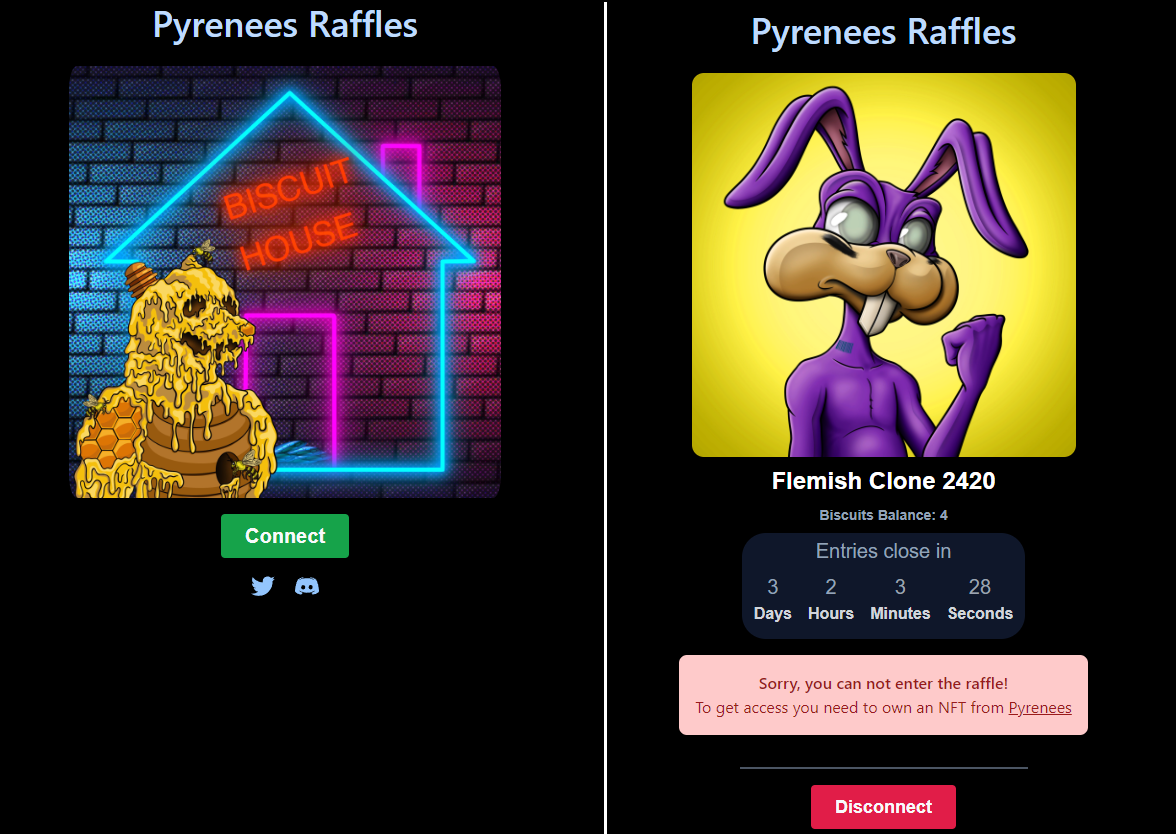 Pyrenees Raffles
BISCUIT
HOUSE
Connect
Pyrenees Raffles
Flemish Clone 2420
Biscuits Balance: 4
Entries close in
3 2 3 28
Days Hours Minutes Seconds
Sorry, you can not enter the raffle!
To get access you need to own an NFT from Pyrenees
Disconnect